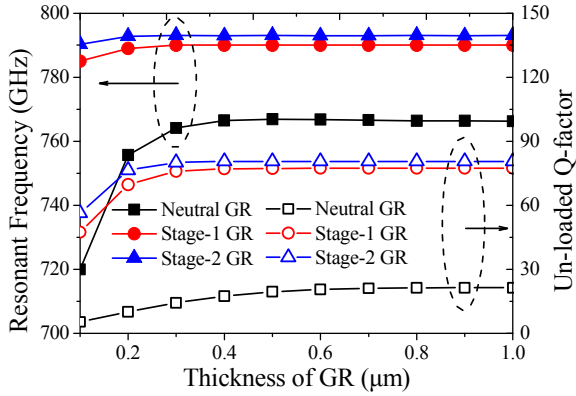 800
780
760
740
720
700
Resonant Frequency (GHz)
150
120
90
60
30
0
Un-loaded Q-factor
Neutral GR
Stage-1 GR
Stage-2 GR
Neutral GR
Stage-1 GR
Stage-2 GR
0.2
0.4
0.6
0.8
1.0
Thickness of GR (μm)